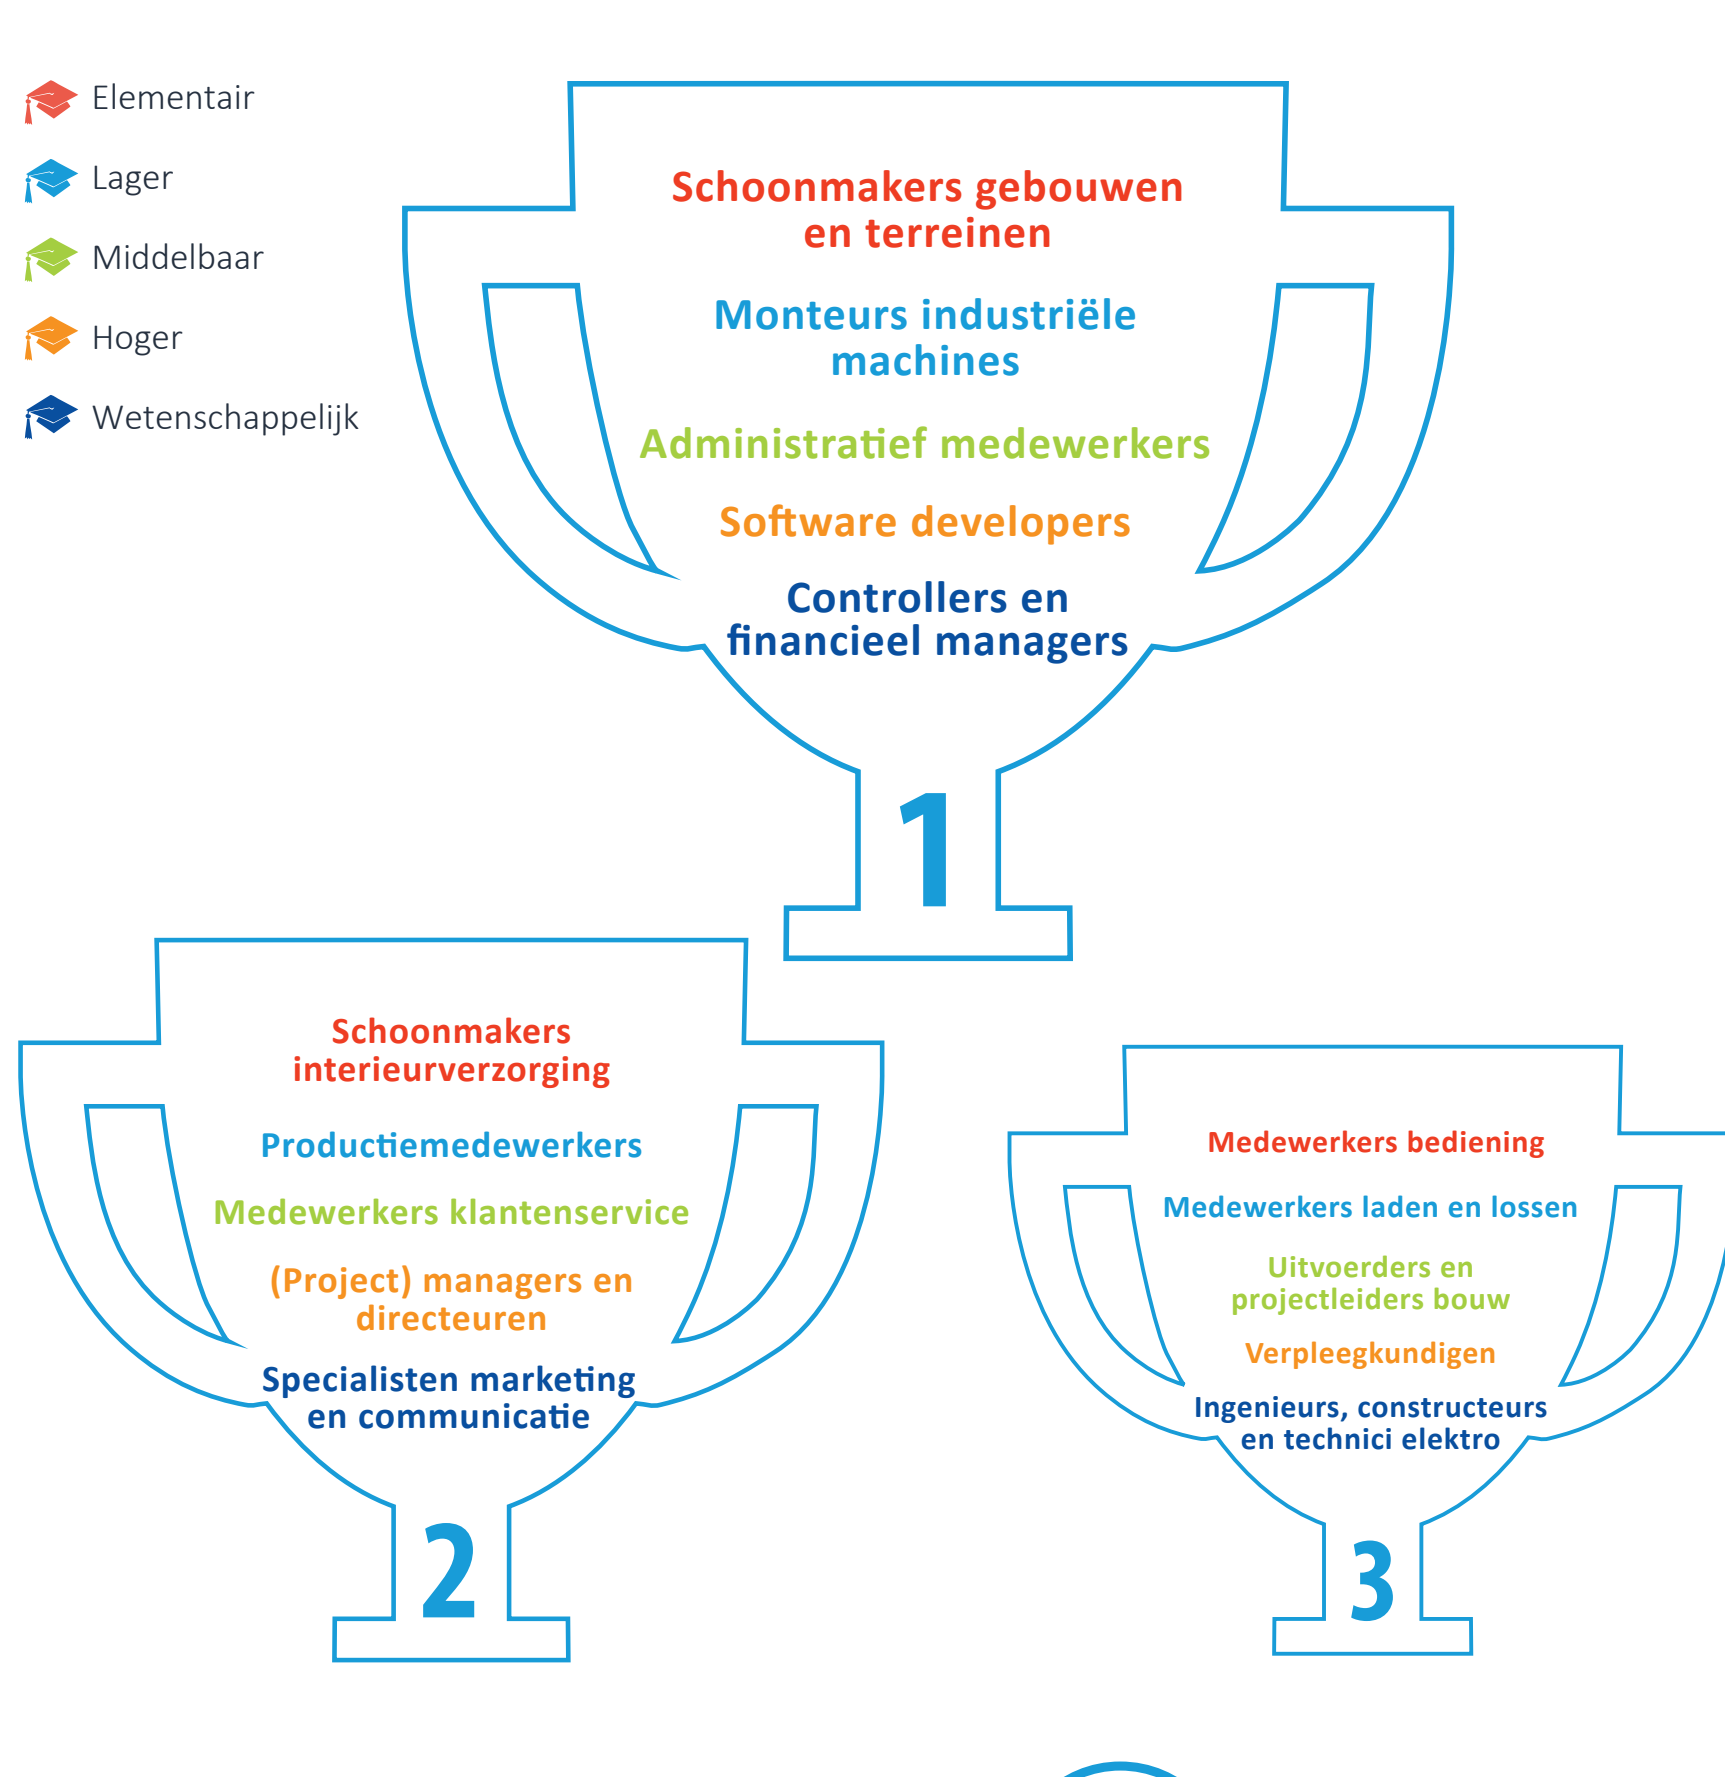 Elementair
Lager
Middelbaar
Hoger
Wetenschappelijk
Schoonmakers gebouwen
en terreinen
Monteurs industriële
machines
Administratief medewerkers
Software developers
Controllers en
financieel managers
1
Schoonmakers
interieurverzorging
Productiemedewerkers
Medewerkers klantenservice
(Project) managers en
directeuren
Specialisten marketing
en communicatie
2
Medewerkers bediening
Medewerkers laden en lossen
Uitvoerders en
projectleiders bouw
Verpleegkundigen
Ingenieurs, constructeurs
en technici elektro
3